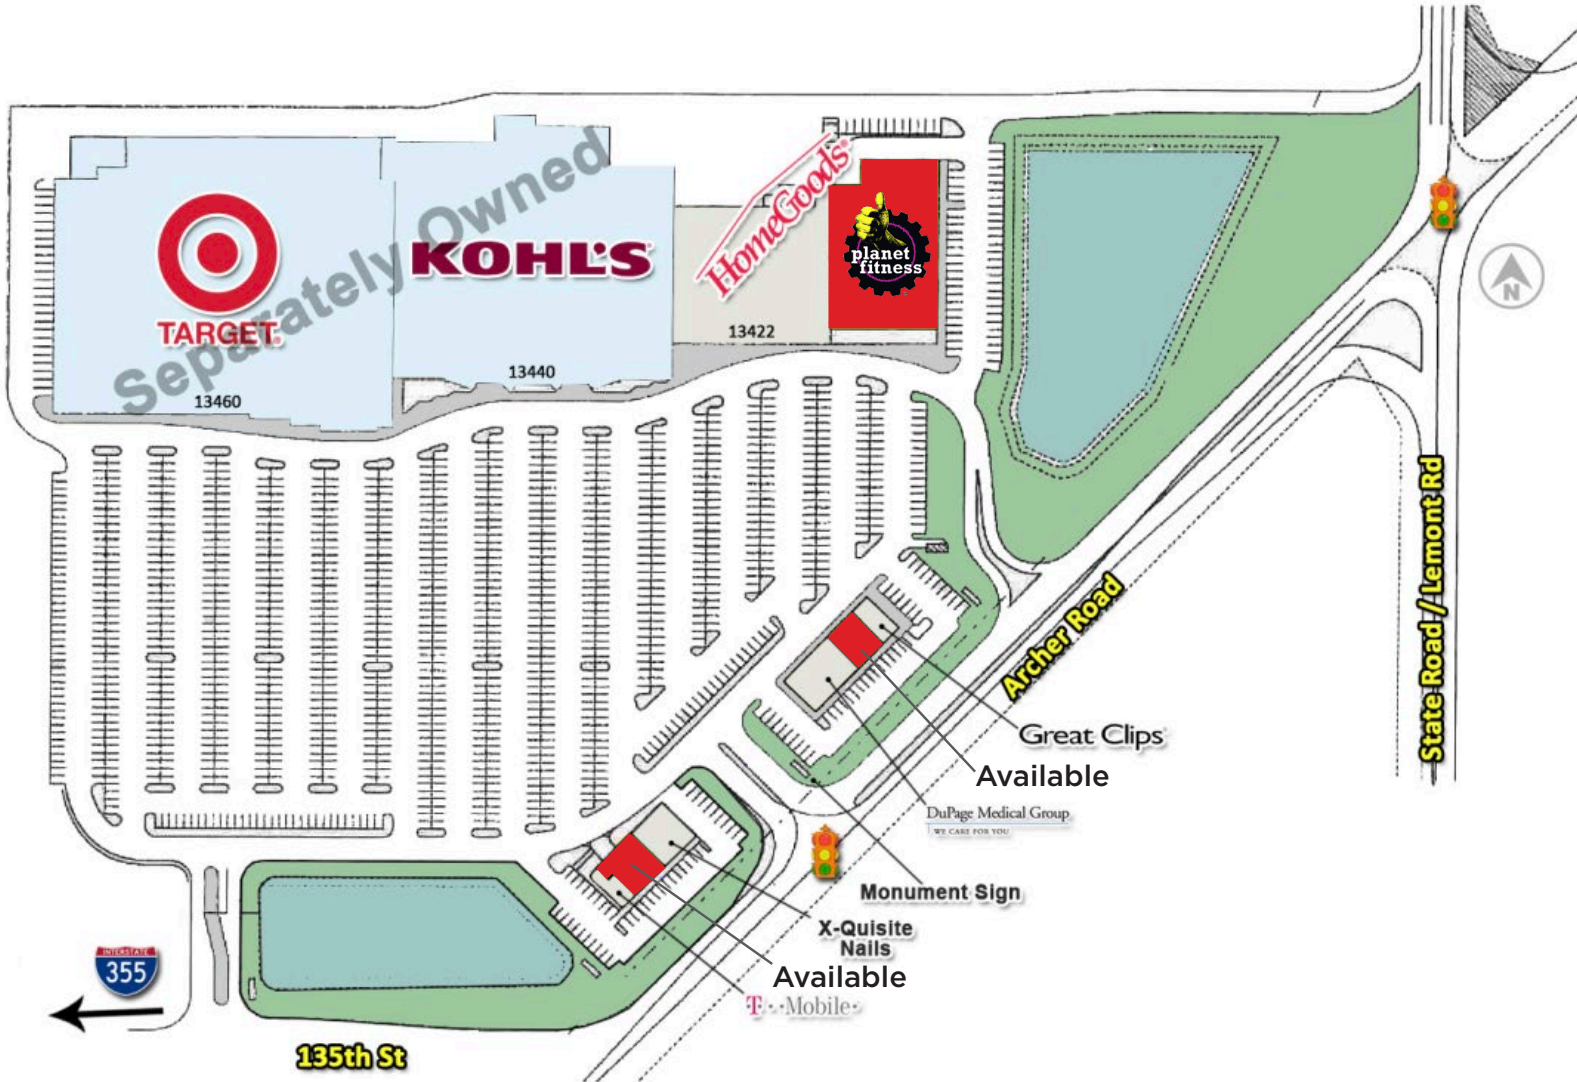 Separately Owned
TARGET
13460
KOHL'S
13440
HomeGoods
13422
planet
fitness
N
State Road / Lemont Rd
Archer Road
Great Clips
Available
DuPage Medical Group
WE CARE FOR YOU
Monument Sign
X-Quisite
Nails
Available
T··Mobile·
INTERSTATE
355
135th St